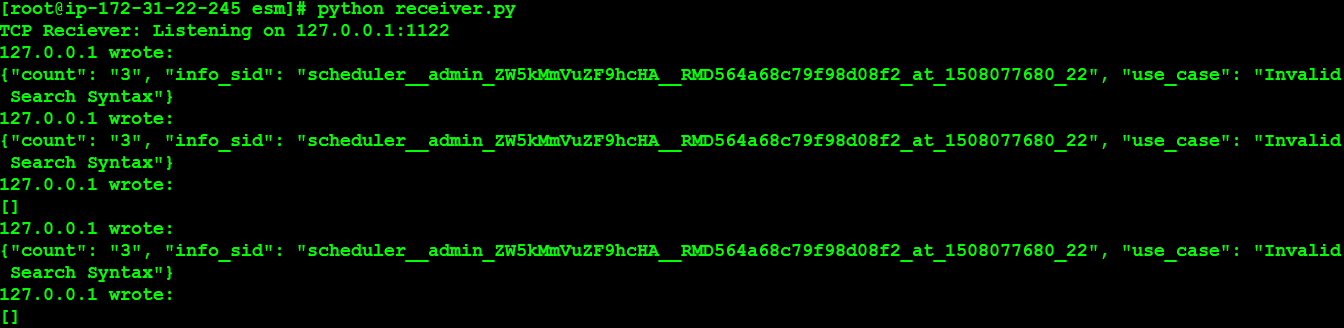 [root@ip-172-31-22-245 esm]# python receiver.py
TCP Reciever: Listening on 127.0.0.1:1122
127.0.0.1 wrote:
{"count": "3", "info_sid": "scheduler__admin_ZW5kMmVuZF9hcHA__RMD564a68c79f98d08f2_at_1508077680_22", "use_case": "Invalid
 Search Syntax"}
127.0.0.1 wrote:
{"count": "3", "info_sid": "scheduler__admin_ZW5kMmVuZF9hcHA__RMD564a68c79f98d08f2_at_1508077680_22", "use_case": "Invalid
 Search Syntax"}
127.0.0.1 wrote:
[]
127.0.0.1 wrote:
{"count": "3", "info_sid": "scheduler__admin_ZW5kMmVuZF9hcHA__RMD564a68c79f98d08f2_at_1508077680_22", "use_case": "Invalid
 Search Syntax"}
127.0.0.1 wrote:
[]